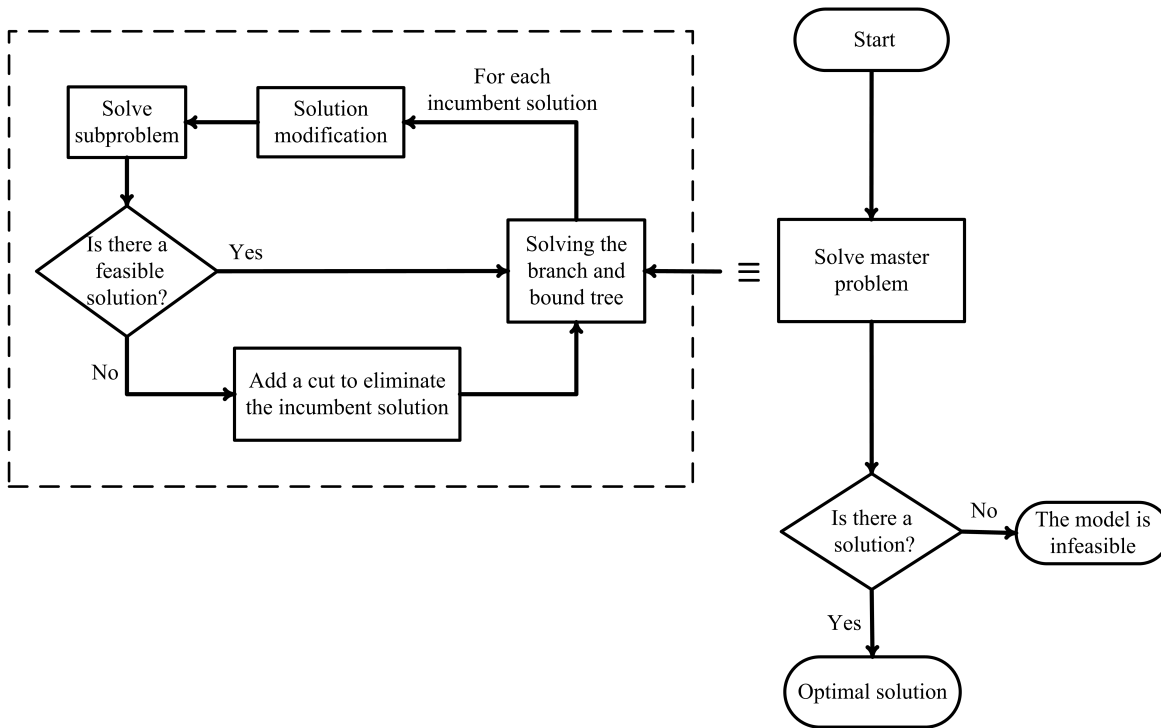 Start
For each
incumbent solution
Solve
subproblem
Solution
modification
Is there a
feasible
solution?
Yes
Solving the
branch and
bound tree
≡
Solve master
problem
No
Add a cut to eliminate
the incumbent solution
Is there a
solution?
No
The model is
infeasible
Yes
Optimal solution